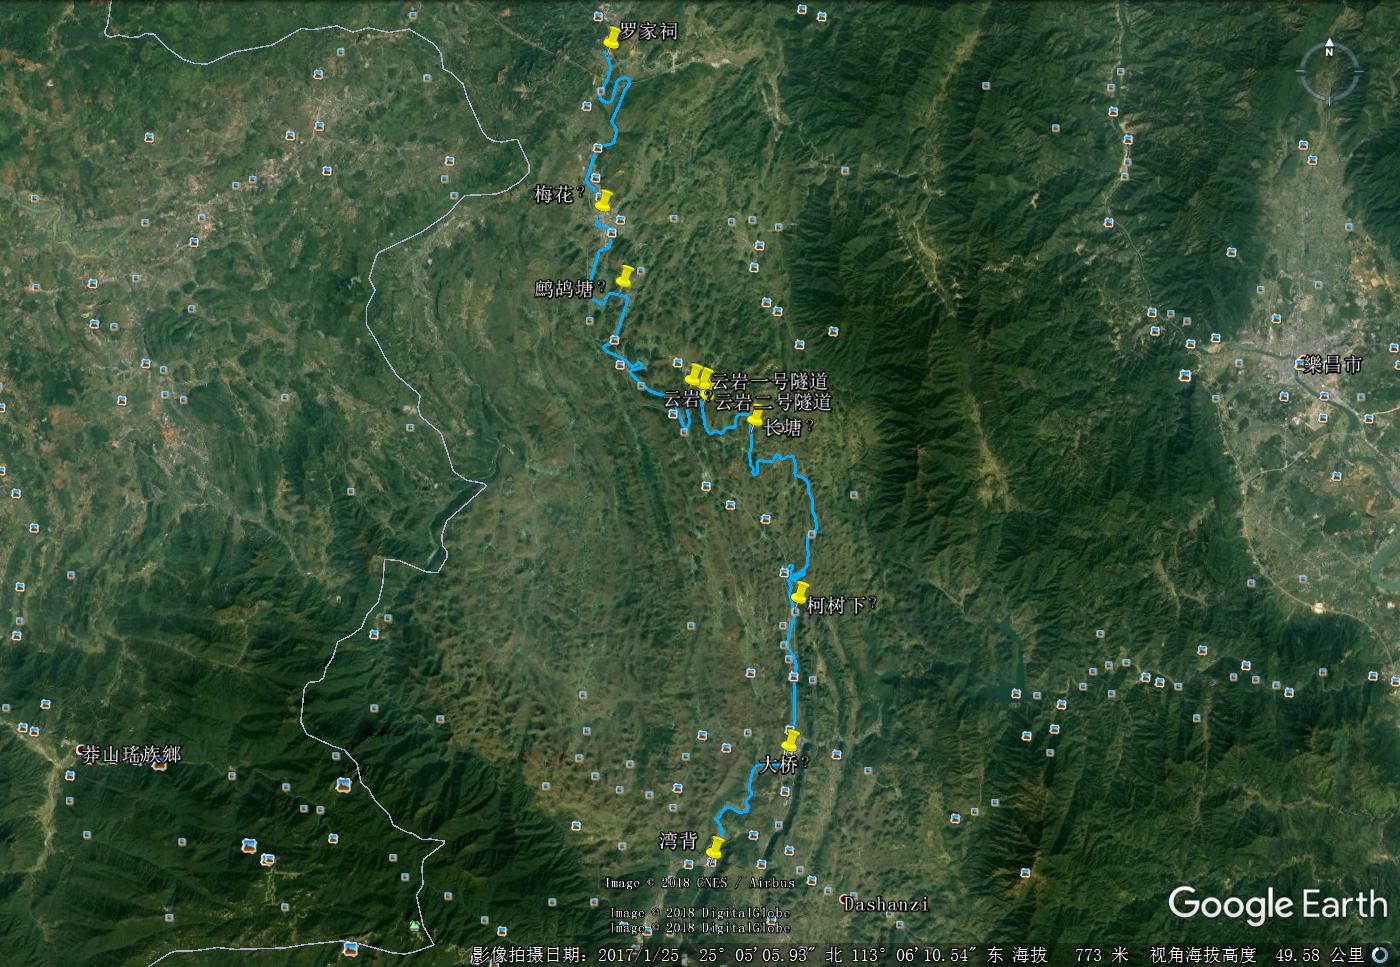 罗家祠
N
梅花?
鹧鸪塘?
樂昌市
云岩一号隧道
云岩?
云岩二号隧道
长塘?
柯树下?
莽山瑤族鄉
大桥?
湾背
Image © 2018 CNES / Airbus
Dashanzi
Google Earth
Image © 2018 DigitalGlobe
Image © 2018 DigitalGlobe
影像拍摄日期: 2017/1/25 25° 05′05.93″ 北 113° 06′10.54″ 东 海拔 773 米 视角海拔高度 49.58 公里